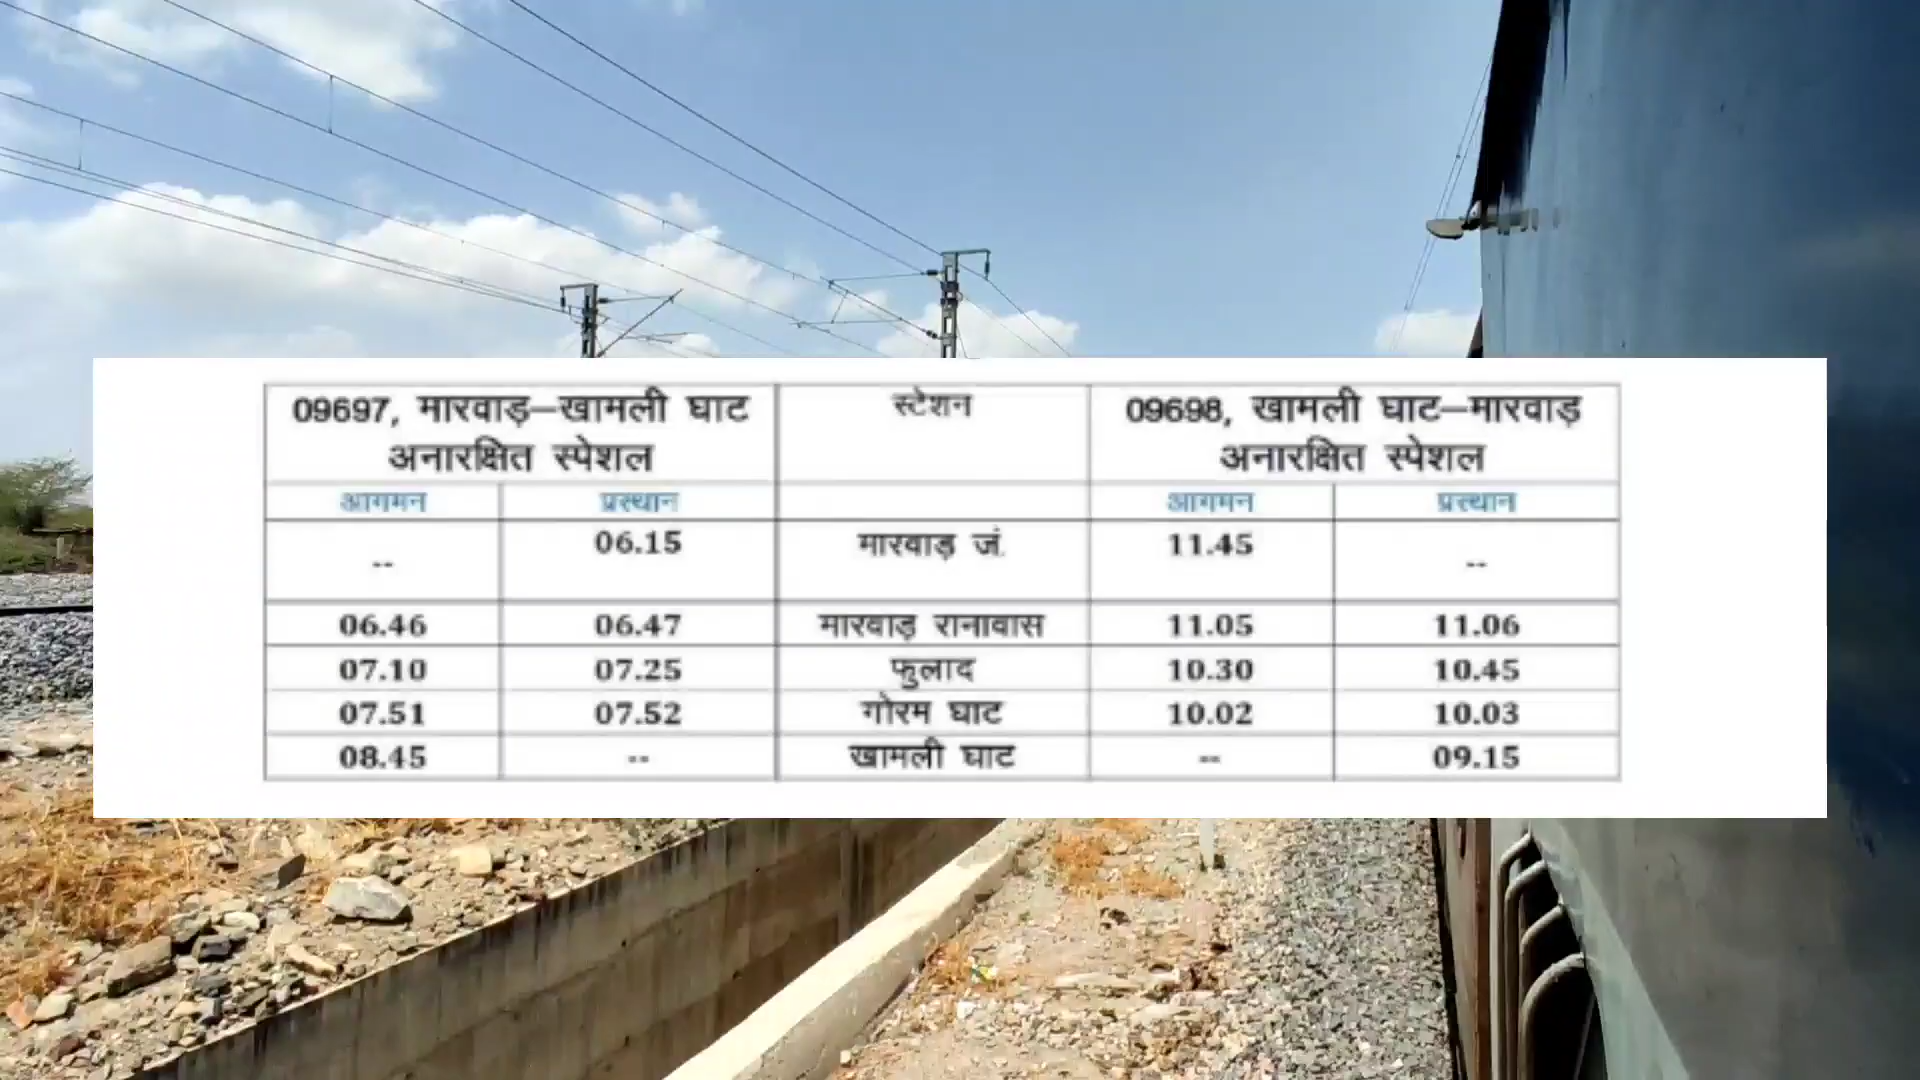 09697, मारवाड़–खामली घाट अनारक्षित स्पेशल | स्टेशन | 09698, खामली घाट–मारवाड़ अनारक्षित स्पेशल
आगमन | प्रस्थान | | आगमन | प्रस्थान
-- | 06.15 | मारवाड़ जं. | 11.45 | --
06.46 | 06.47 | मारवाड़ रानावास | 11.05 | 11.06
07.10 | 07.25 | फुलाद | 10.30 | 10.45
07.51 | 07.52 | गोरम घाट | 10.02 | 10.03
08.45 | -- | खामली घाट | -- | 09.15